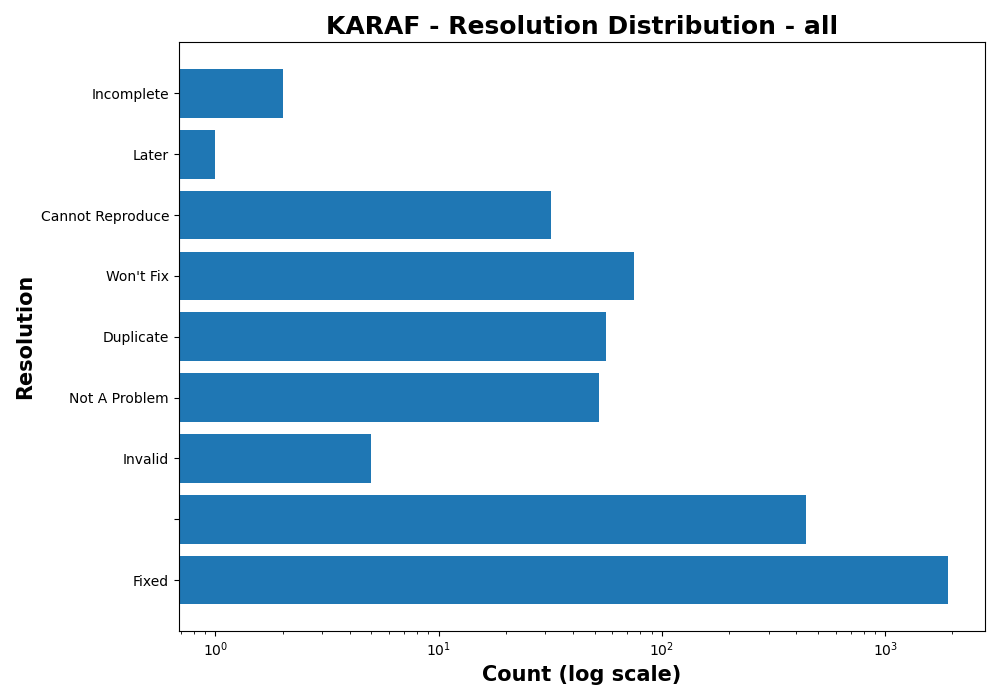 KARAF - Resolution Distribution - all
Resolution
Incomplete
Later
Cannot Reproduce
Won't Fix
Duplicate
Not A Problem
Invalid
Fixed
10⁰ 10¹ 10² 10³
Count (log scale)